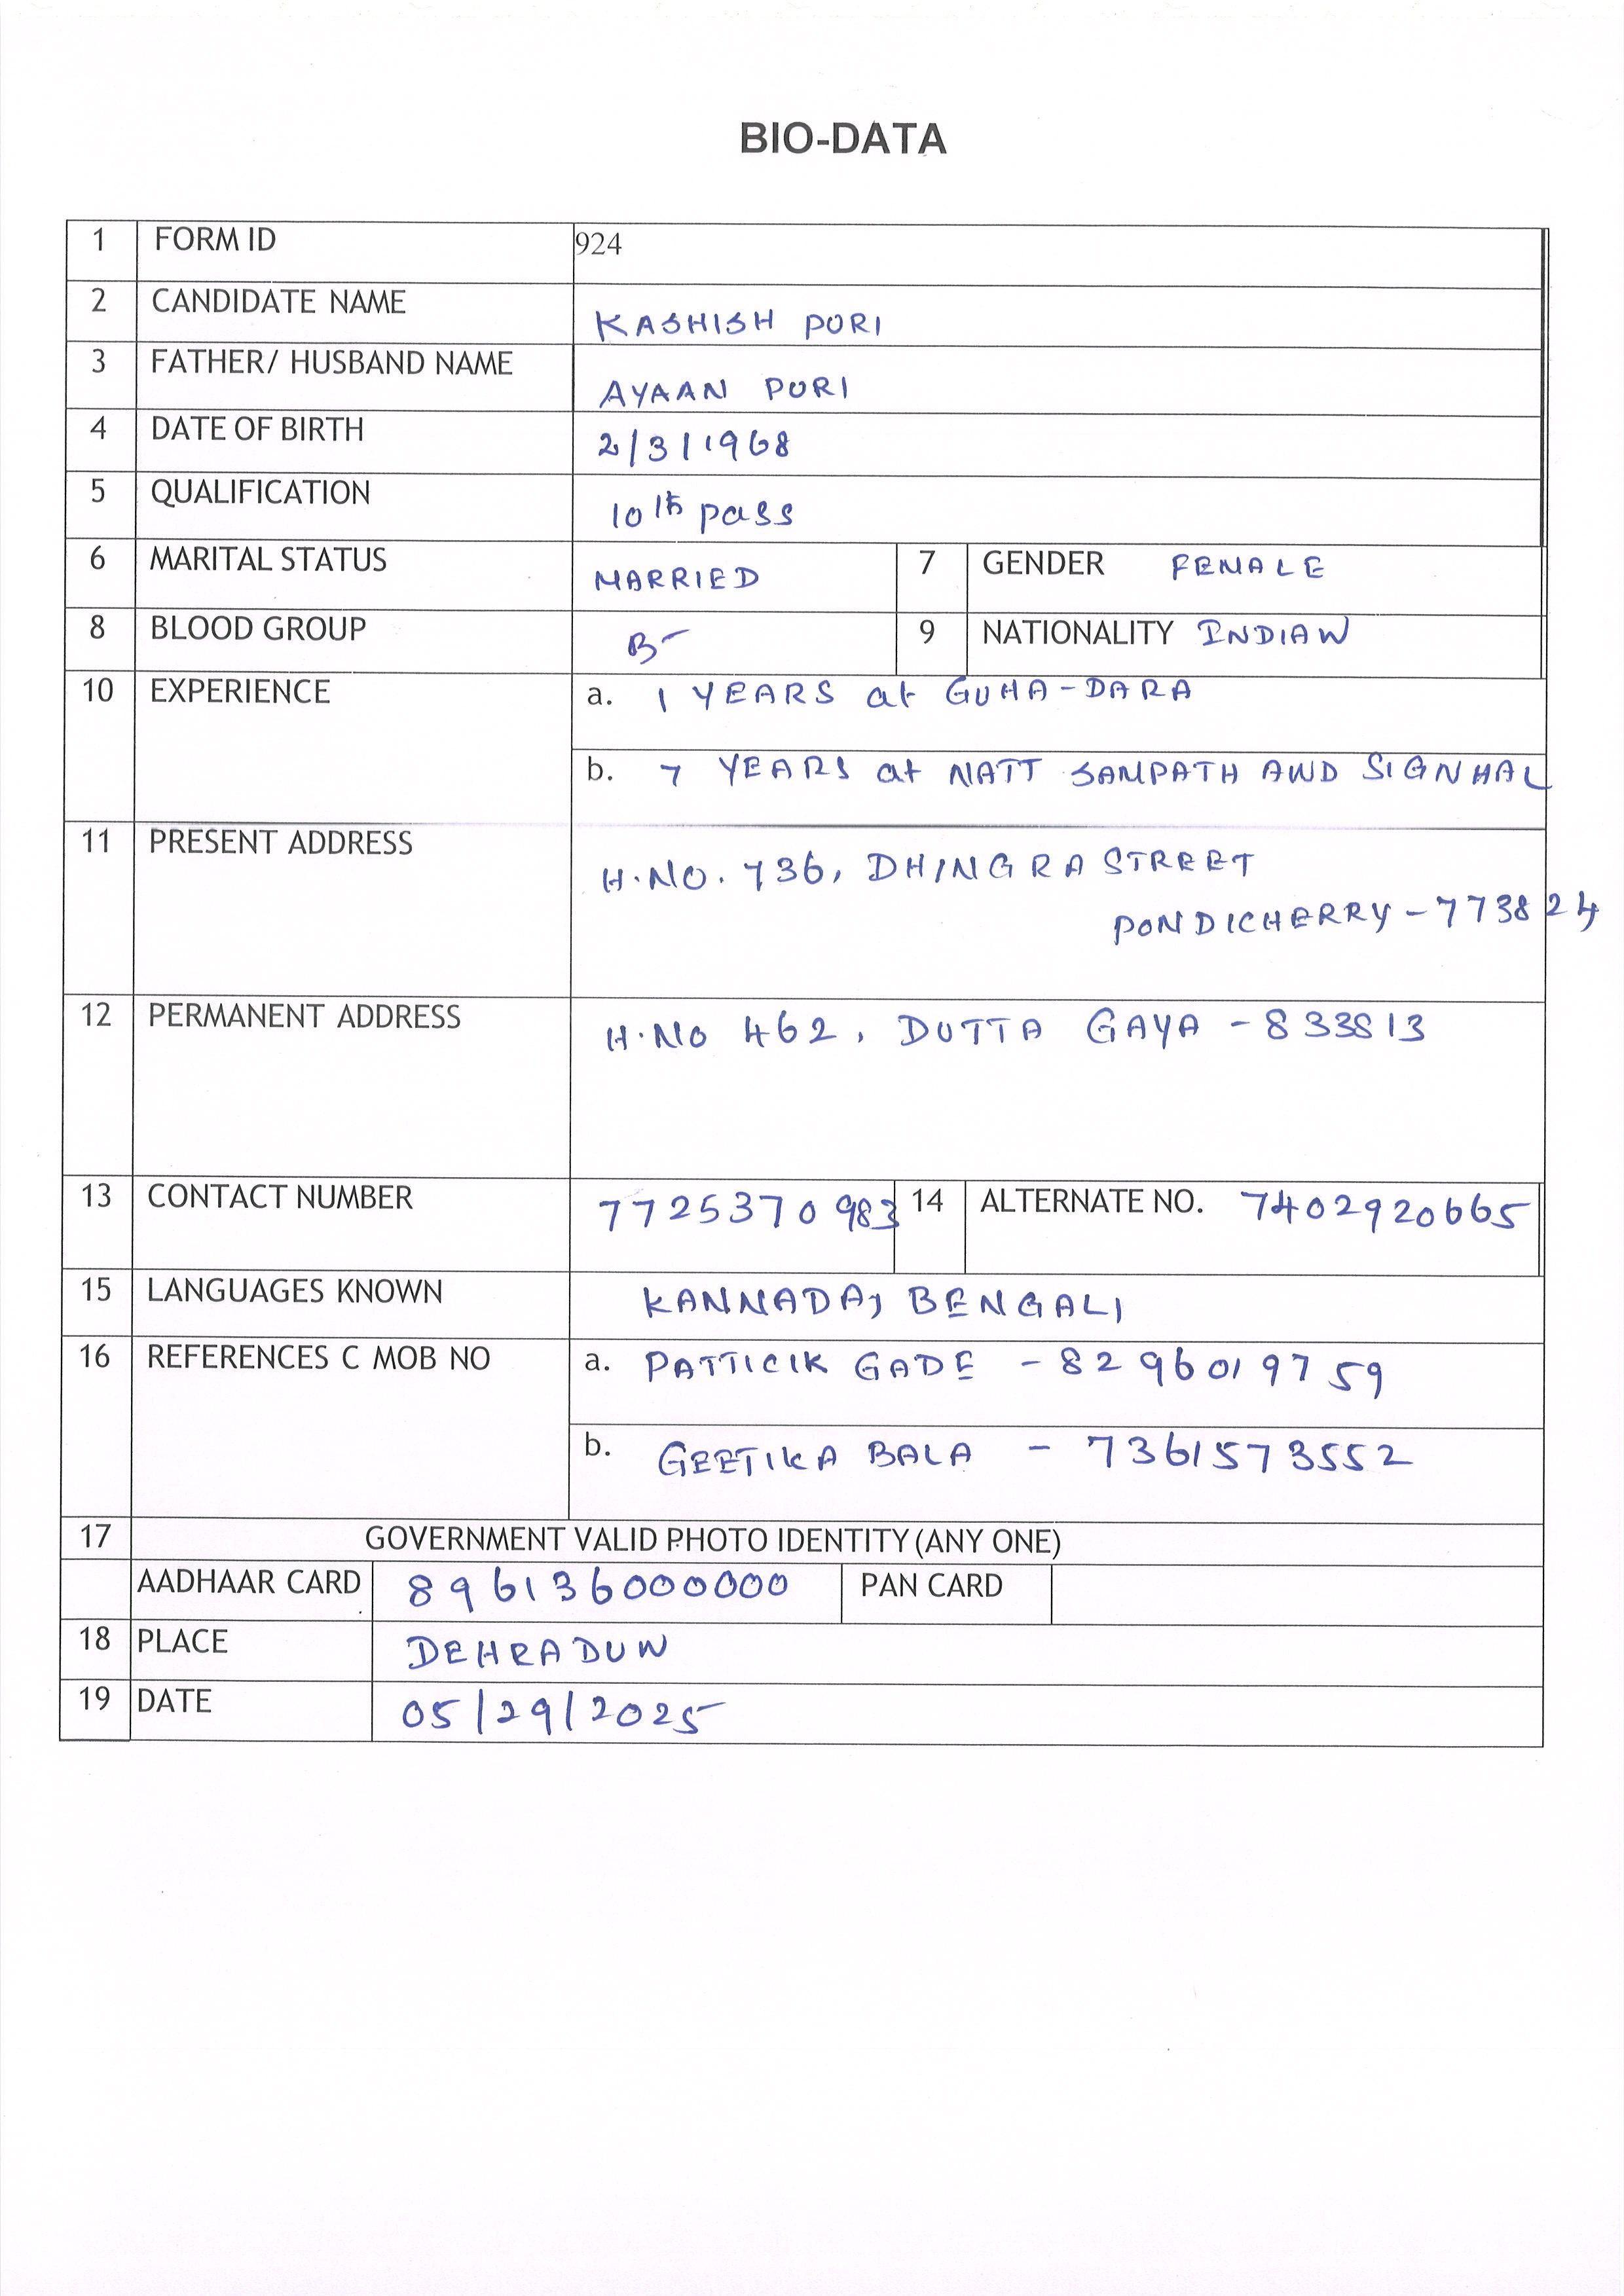 BIO-DATA
1 FORM ID 924
2 CANDIDATE NAME KASHISH PURI
3 FATHER/ HUSBAND NAME AYAAN PURI
4 DATE OF BIRTH 2/3/1968
5 QUALIFICATION 10th pass
6 MARITAL STATUS MARRIED 7 GENDER FEMALE
8 BLOOD GROUP B- 9 NATIONALITY INDIAN
10 EXPERIENCE a. 1 YEARS at GUHA-DARA
b. 7 YEARS at NATT SAMPATH AND SIGNHAL
11 PRESENT ADDRESS H.NO. 736, DHINGRA STREET
PONDICHERRY - 773824
12 PERMANENT ADDRESS H.NO 462, DUTTA GAYA - 833813
13 CONTACT NUMBER 7725370983 14 ALTERNATE NO. 7402920665
15 LANGUAGES KNOWN KANNADA, BENGALI
16 REFERENCES C MOB NO a. PATTICIK GADE - 8296019759
b. GEETIKA BALA - 7361573552
17 GOVERNMENT VALID PHOTO IDENTITY (ANY ONE)
AADHAAR CARD 896136000000 PAN CARD
18 PLACE DEHRADUN
19 DATE 05/29/2025